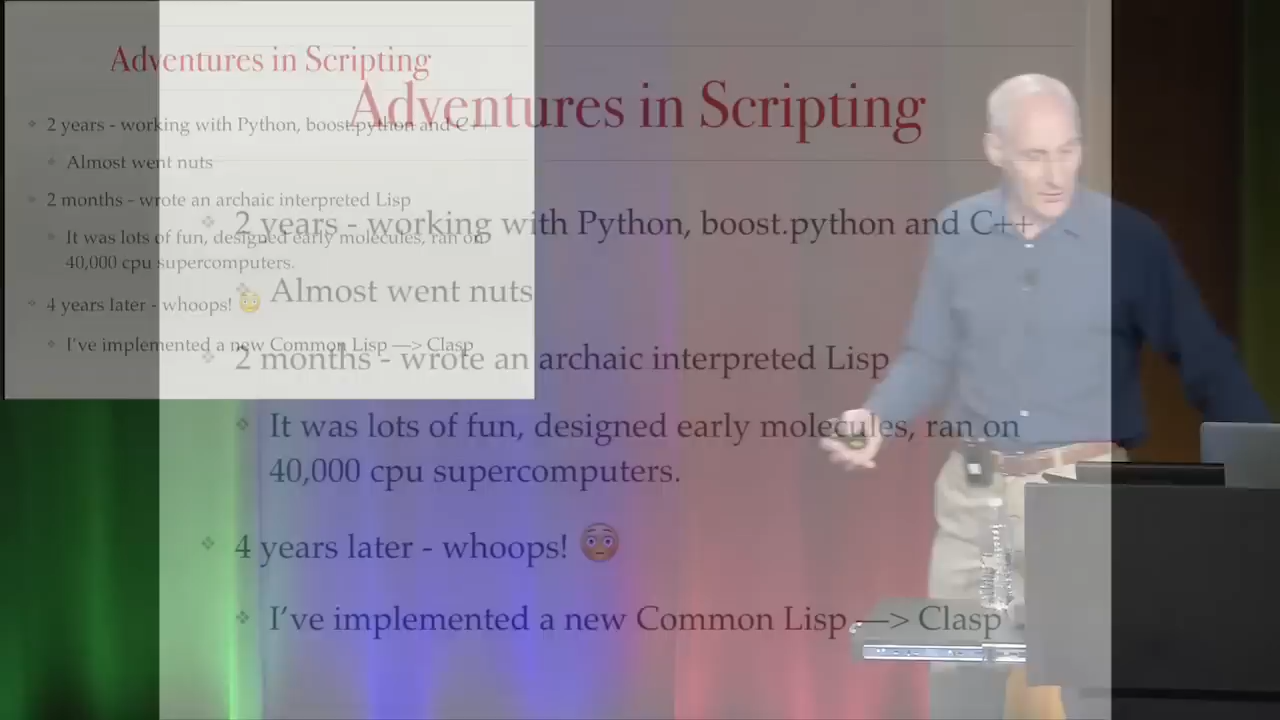 Adventures in Scripting
2 years - working with Python, boost.python and C++
Almost went nuts
2 months - wrote an archaic interpreted Lisp
It was lots of fun, designed early molecules, ran on
40,000 cpu supercomputers.
4 years later - whoops! 😳
I've implemented a new Common Lisp —> Clasp
Adventures in Scripting
2 years - working with Python, boost.python and C++
Almost went nuts
2 months - wrote an archaic interpreted Lisp
It was lots of fun, designed early molecules, ran on
40,000 cpu supercomputers.
4 years later - whoops! 😳
I've implemented a new Common Lisp —> Clasp